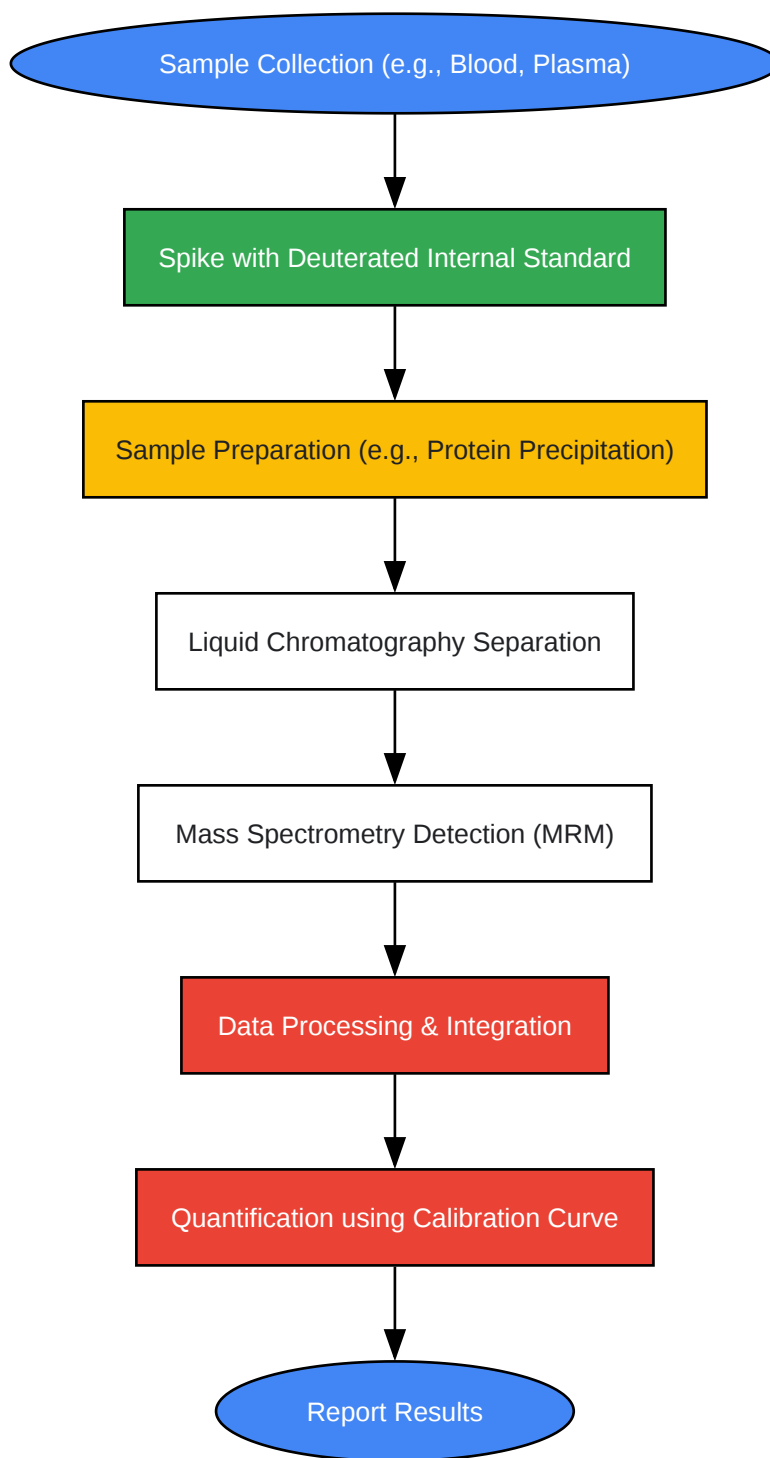 Sample Collection (e.g., Blood, Plasma)
Spike with Deuterated Internal Standard
Sample Preparation (e.g., Protein Precipitation)
Liquid Chromatography Separation
Mass Spectrometry Detection (MRM)
Data Processing & Integration
Quantification using Calibration Curve
Report Results